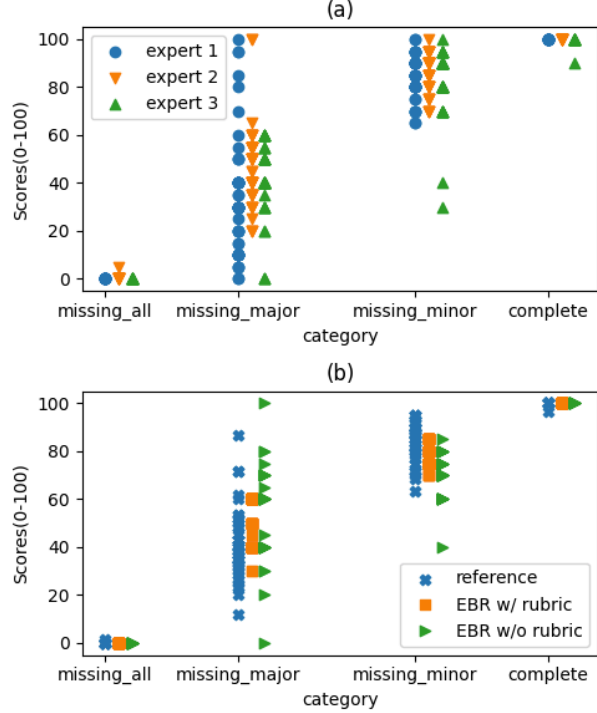 (a)
100
80
60
40
20
0
Scores(0-100)
expert 1
expert 2
expert 3
missing_all missing_major missing_minor complete
category
(b)
100
80
60
40
20
0
Scores(0-100)
reference
EBR w/ rubric
EBR w/o rubric
missing_all missing_major missing_minor complete
category